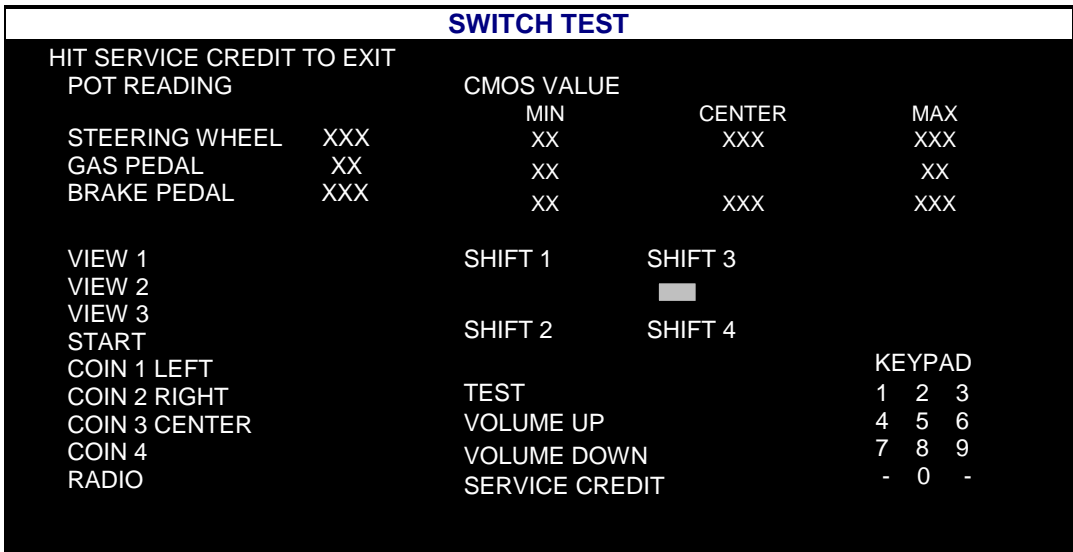 SWITCH TEST
HIT SERVICE CREDIT TO EXIT
POT READING CMOS VALUE
MIN CENTER MAX
STEERING WHEEL XXX XX XXX XXX
GAS PEDAL XX XX XX
BRAKE PEDAL XXX XX XXX XXX
VIEW 1 SHIFT 1 SHIFT 3
VIEW 2
VIEW 3
START SHIFT 2 SHIFT 4
COIN 1 LEFT KEYPAD
COIN 2 RIGHT TEST 1 2 3
COIN 3 CENTER VOLUME UP 4 5 6
COIN 4 VOLUME DOWN 7 8 9
RADIO SERVICE CREDIT - 0 -